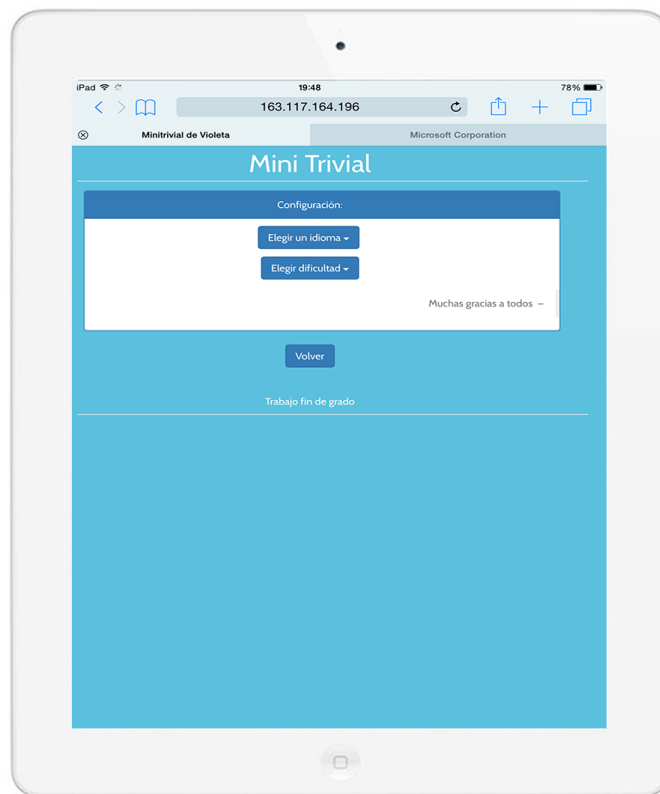 iPad 19:48 78%
163.117.164.196
Minitrivial de Violeta Microsoft Corporation
Mini Trivial
Configuración:
Elegir un idioma
Elegir dificultad
Muchas gracias a todos –
Volver
Trabajo fin de grado